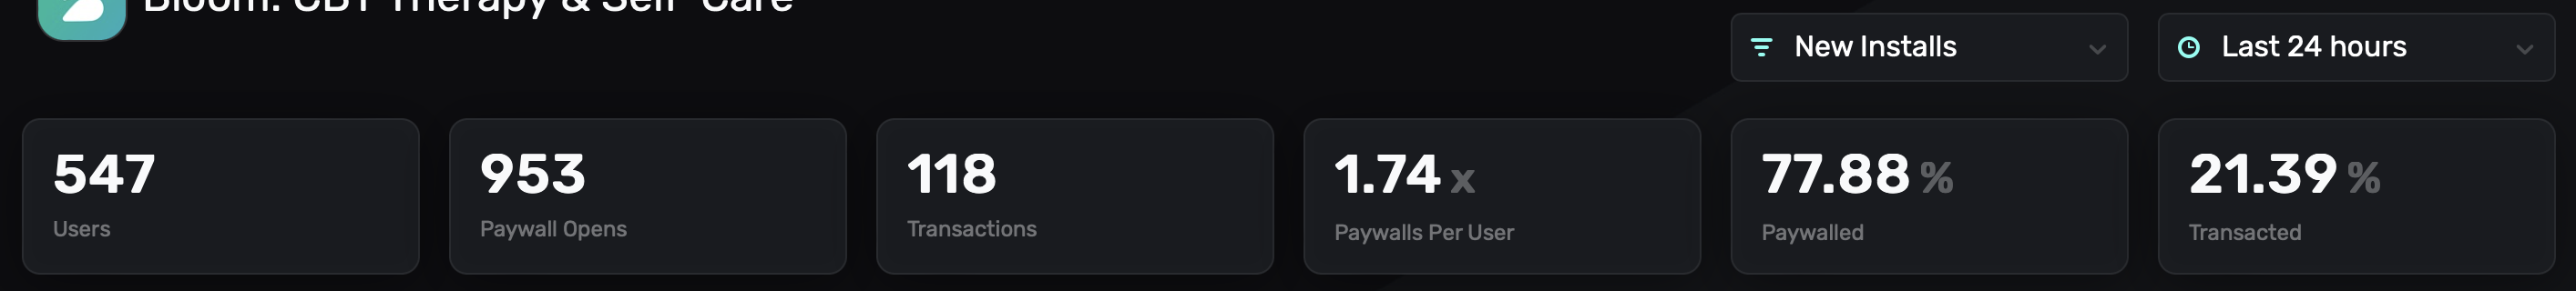 Bloom: CBT Therapy & Self-Care
New Installs
Last 24 hours
547
Users
953
Paywall Opens
118
Transactions
1.74 x
Paywalls Per User
77.88 %
Paywalled
21.39 %
Transacted